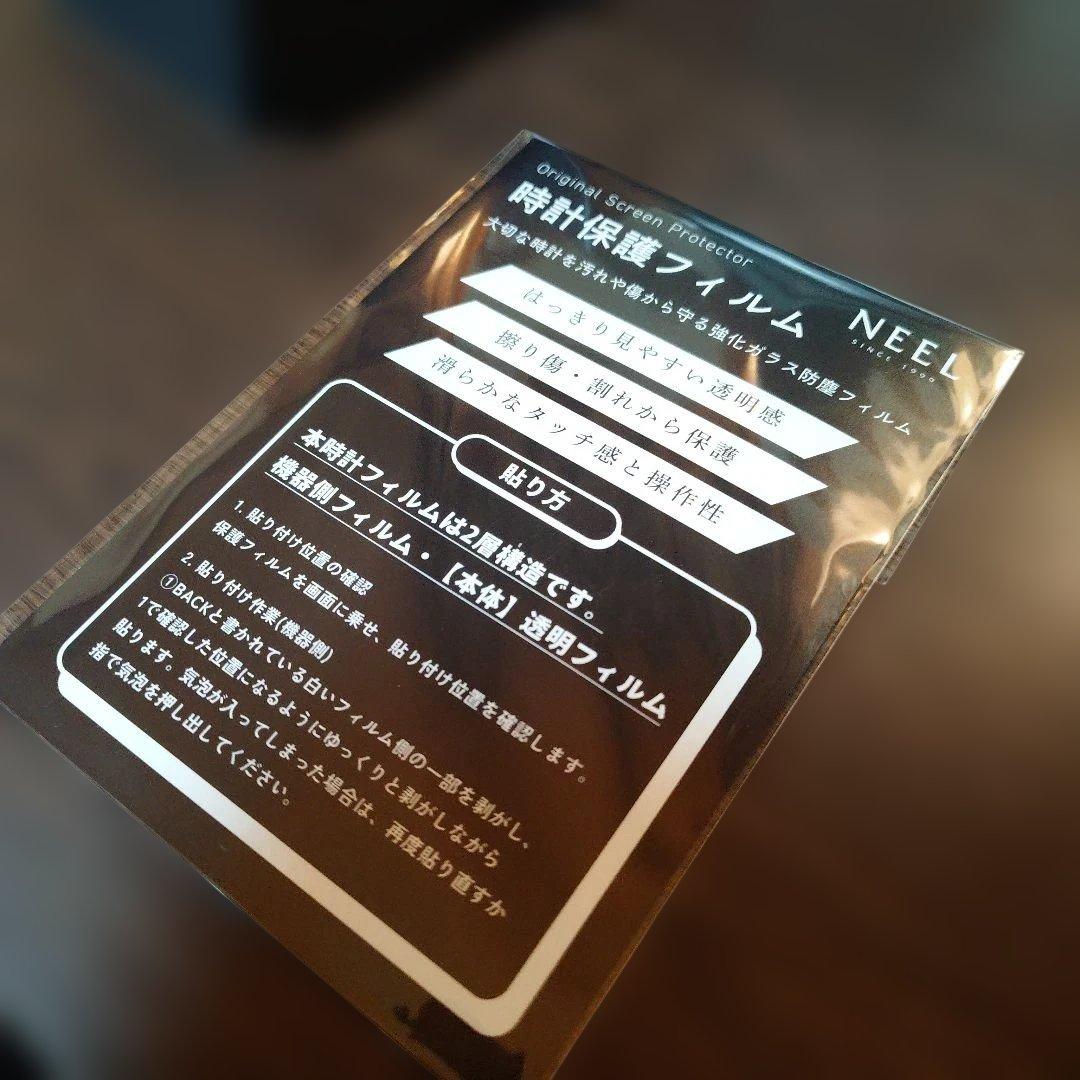 Original Screen Protector
時計保護フィルム
NEEL
SINCE 1990
大切な時計を汚れや傷から守る強化ガラス防塵フィルム
はっきり見やすい透明感
擦り傷・割れから保護
滑らかなタッチ感と操作性
貼り方
本時計フィルムは2層構造です。
機器側フィルム・【本体】透明フィルム
1. 貼り付け位置の確認
保護フィルムを画面に乗せ、貼り付け位置を確認します。
2. 貼り付け作業(機器側)
①BACKと書かれている白いフィルム側の一部を剥がし、
1で確認した位置になるようにゆっくりと剥がしながら
貼ります。気泡が入ってしまった場合は、再度貼り直すか
指で気泡を押し出してください。